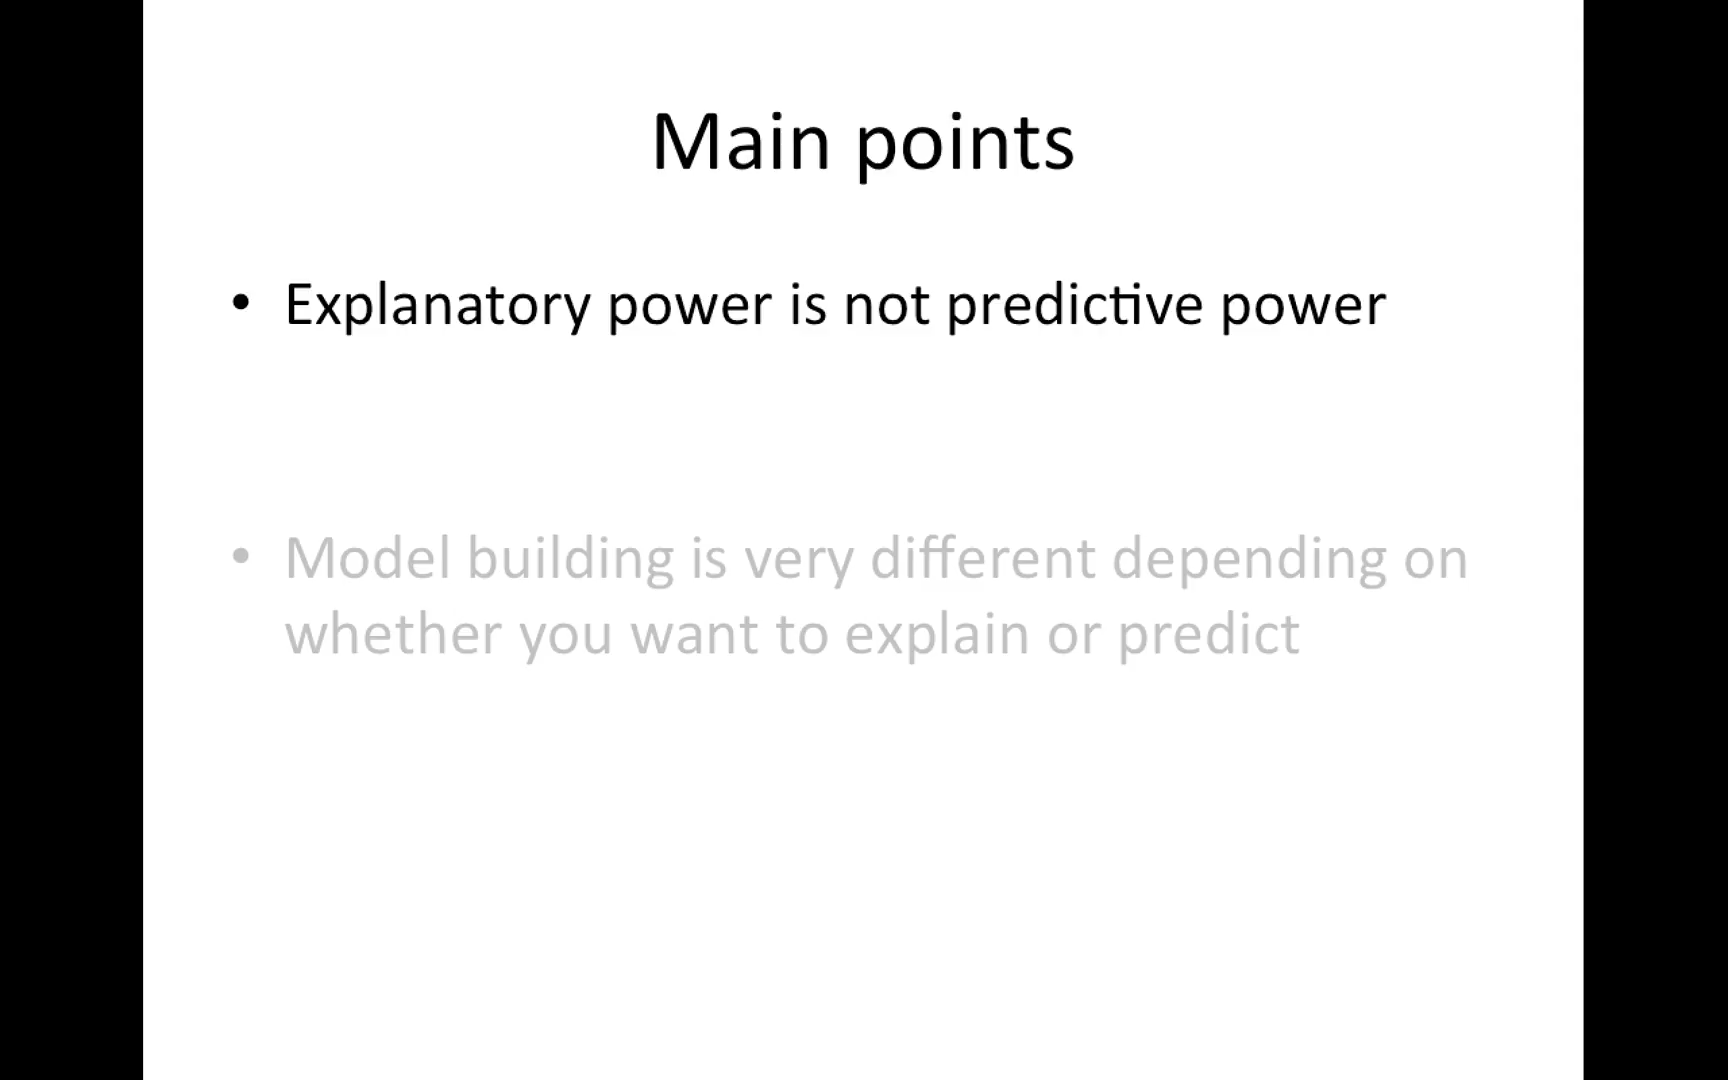 Main points
• Explanatory power is not predictive power
• Model building is very different depending on
whether you want to explain or predict